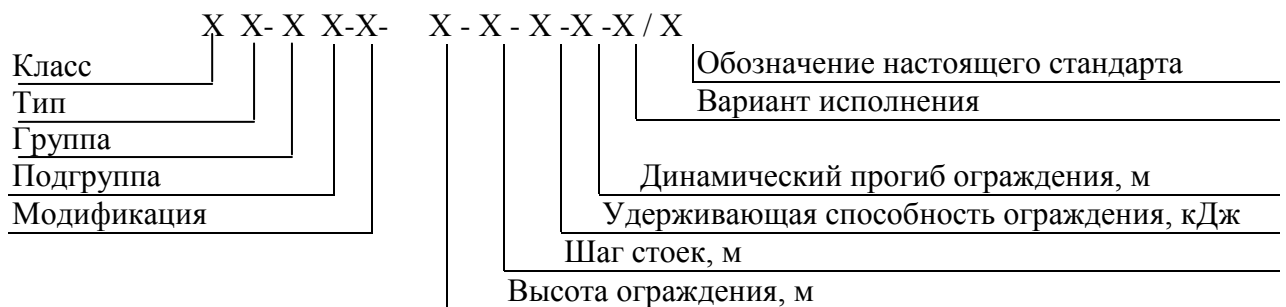 Х Х- Х Х-Х- Х - Х - Х -Х -Х / Х
Класс
Обозначение настоящего стандарта
Тип
Вариант исполнения
Группа
Подгруппа
Динамический прогиб ограждения, м
Модификация
Удерживающая способность ограждения, кДж
Шаг стоек, м
Высота ограждения, м